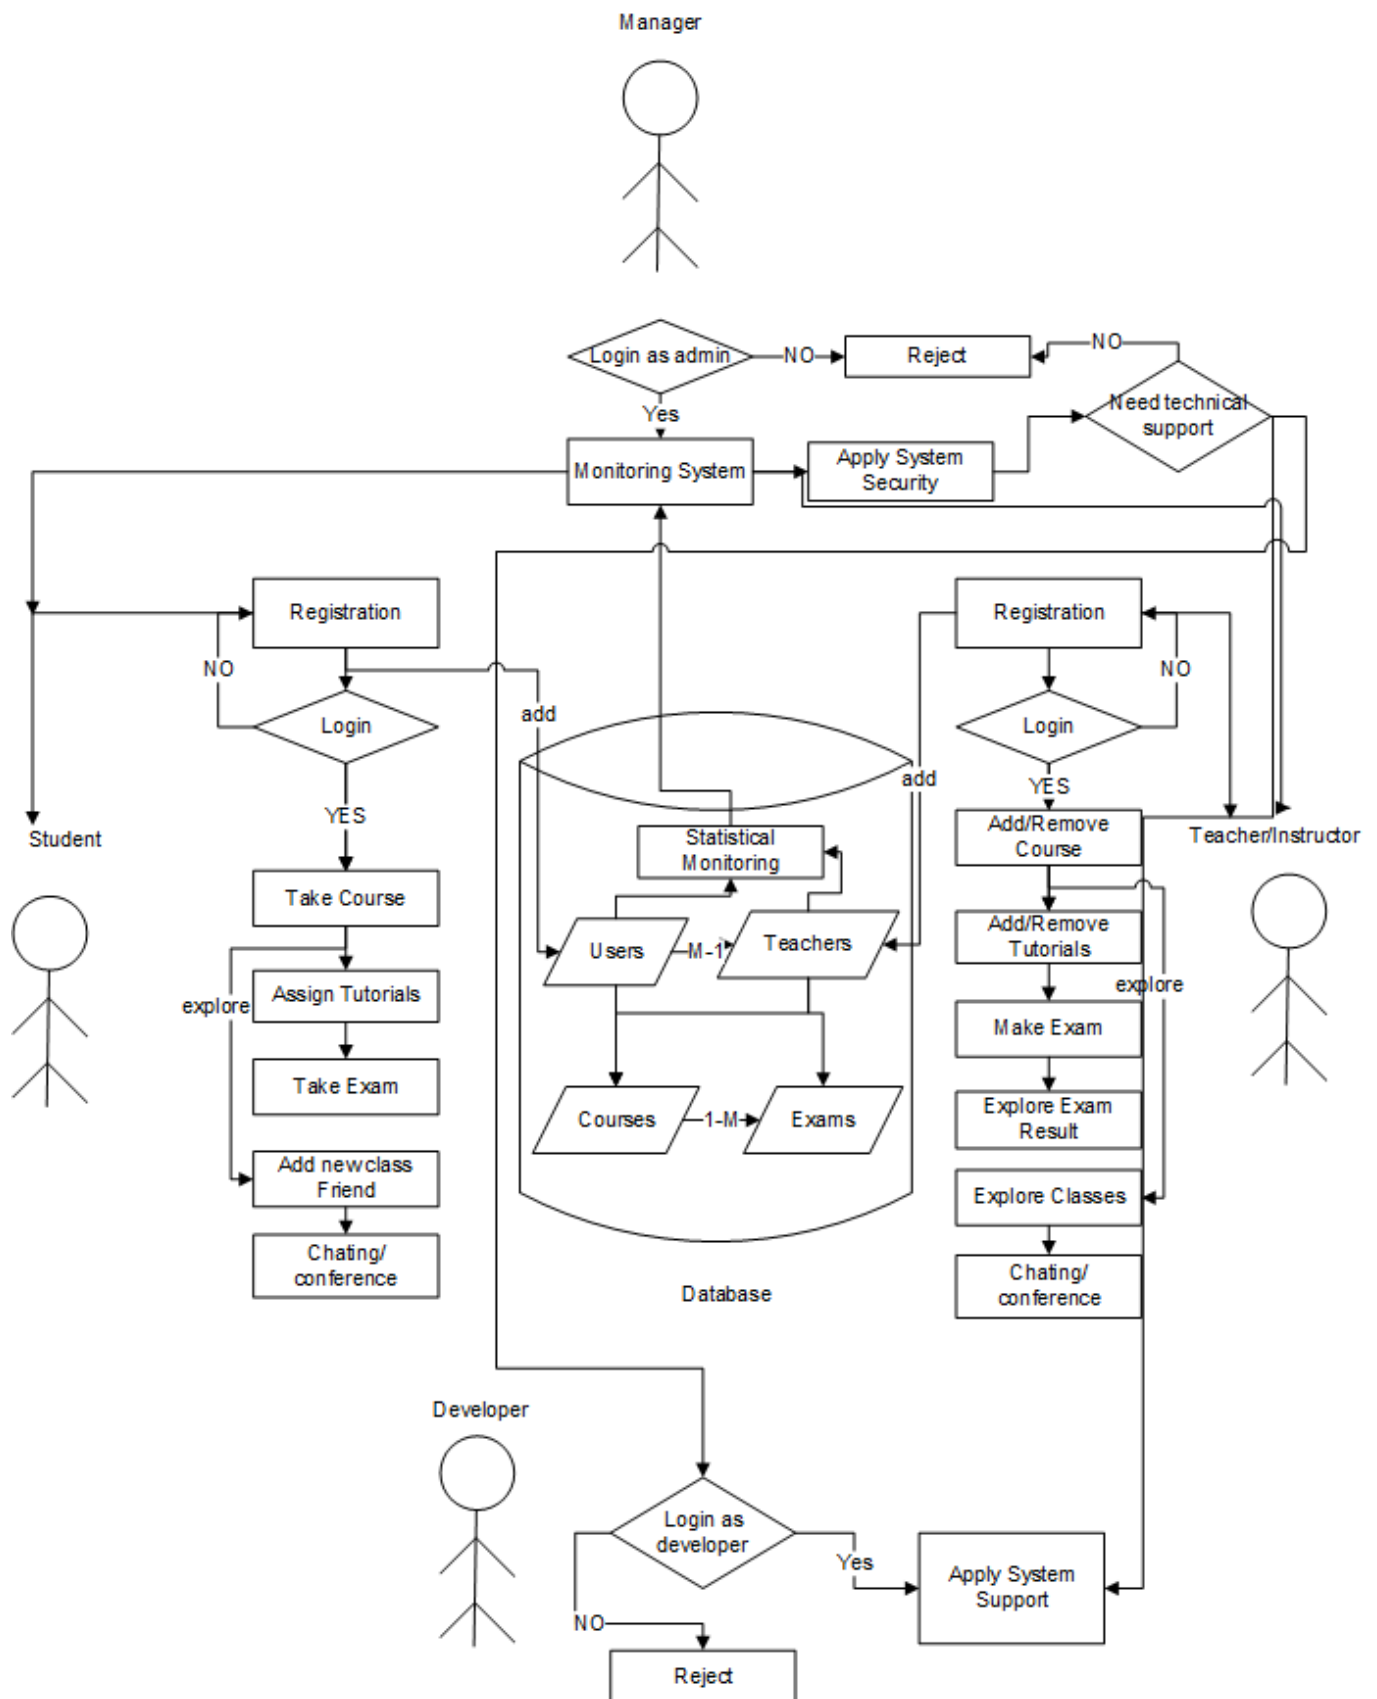 Manager
Login as admin
NO
Reject
NO
Need technical
support
Yes
Monitoring System
Apply System
Security
Registration
Registration
NO
NO
Login
add
Login
add
YES
YES
Student
Statistical
Monitoring
Add/Remove
Course
Teacher/Instructor
Take Course
Users
M-1
Teachers
Add/Remove
Tutorials
explore
Assign Tutorials
explore
Make Exam
Take Exam
Courses
1-M
Exams
Explore Exam
Result
Add new class
Friend
Explore Classes
Chating/
conference
Database
Chating/
conference
Developer
Login as
developer
Yes
Apply System
Support
NO
Reject